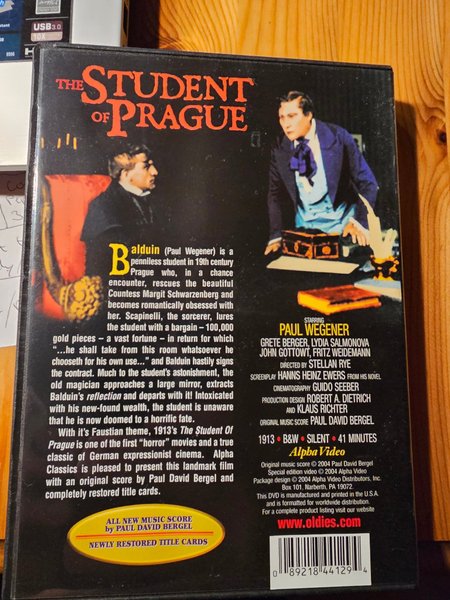 USB3.0
THE STUDENT
OF PRAGUE
Balduin (Paul Wegener) is a
penniless student in 19th century
Prague who, in a chance
encounter, rescues the beautiful
Countess Margit Schwarzenberg and
becomes romantically obsessed with
her. Scapinelli, the sorcerer, lures
the student with a bargain – 100,000
gold pieces – a vast fortune – in return for which
"...he shall take from this room whatsoever he
chooseth for his own use..." and Balduin hastily signs
the contract. Much to the student's astonishment, the
old magician approaches a large mirror, extracts
Balduin's reflection and departs with it! Intoxicated
with his new-found wealth, the student is unaware
that he is now doomed to a horrific fate.
With it's Faustian theme, 1913's The Student Of
Prague is one of the first "horror" movies and a true
classic of German expressionist cinema. Alpha
Classics is pleased to present this landmark film
with an original score by Paul David Bergel and
completely restored title cards.
ALL NEW MUSIC SCORE
by PAUL DAVID BERGEL
NEWLY RESTORED TITLE CARDS
STARRING
PAUL WEGENER
GRETE BERGER, LYDIA SALMONOVA
JOHN GOTTOWT, FRITZ WEIDEMANN
DIRECTED BY STELLAN RYE
SCREENPLAY HANNS HEINZ EWERS FROM HIS NOVEL
CINEMATOGRAPHY GUIDO SEEBER
PRODUCTION DESIGN ROBERT A. DIETRICH
AND KLAUS RICHTER
ORIGINAL MUSIC SCORE PAUL DAVID BERGEL
1913 • B&W • SILENT • 41 MINUTES
Alpha Video
Original music score © 2004 Paul David Bergel
Special edition video © 2004 Alpha Video
Package design © 2004 Alpha Video Distributors, Inc.
Box 101, Narberth, PA 19072.
This DVD is manufactured and printed in the U.S.A
and is formatted for worldwide distribution.
For a complete product listing visit our website at
www.oldies.com
0 89218 44129 4